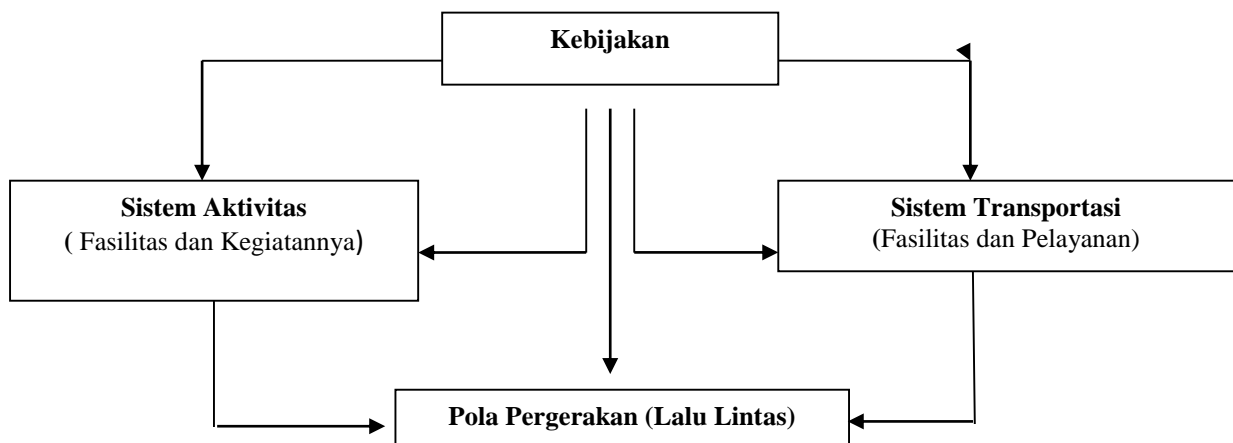 Kebijakan
Sistem Aktivitas
( Fasilitas dan Kegiatannya)
Sistem Transportasi
(Fasilitas dan Pelayanan)
Pola Pergerakan (Lalu Lintas)